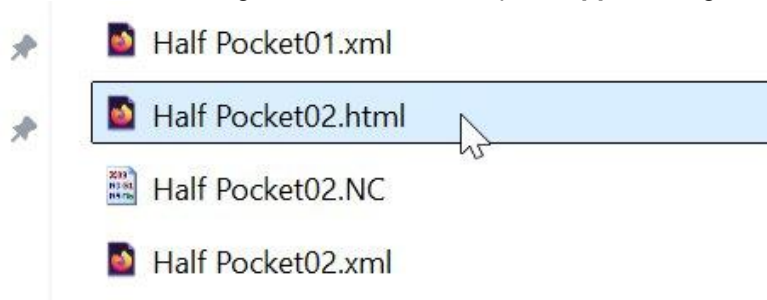 Half Pocket01.xml
Half Pocket02.html
Half Pocket02.NC
Half Pocket02.xml